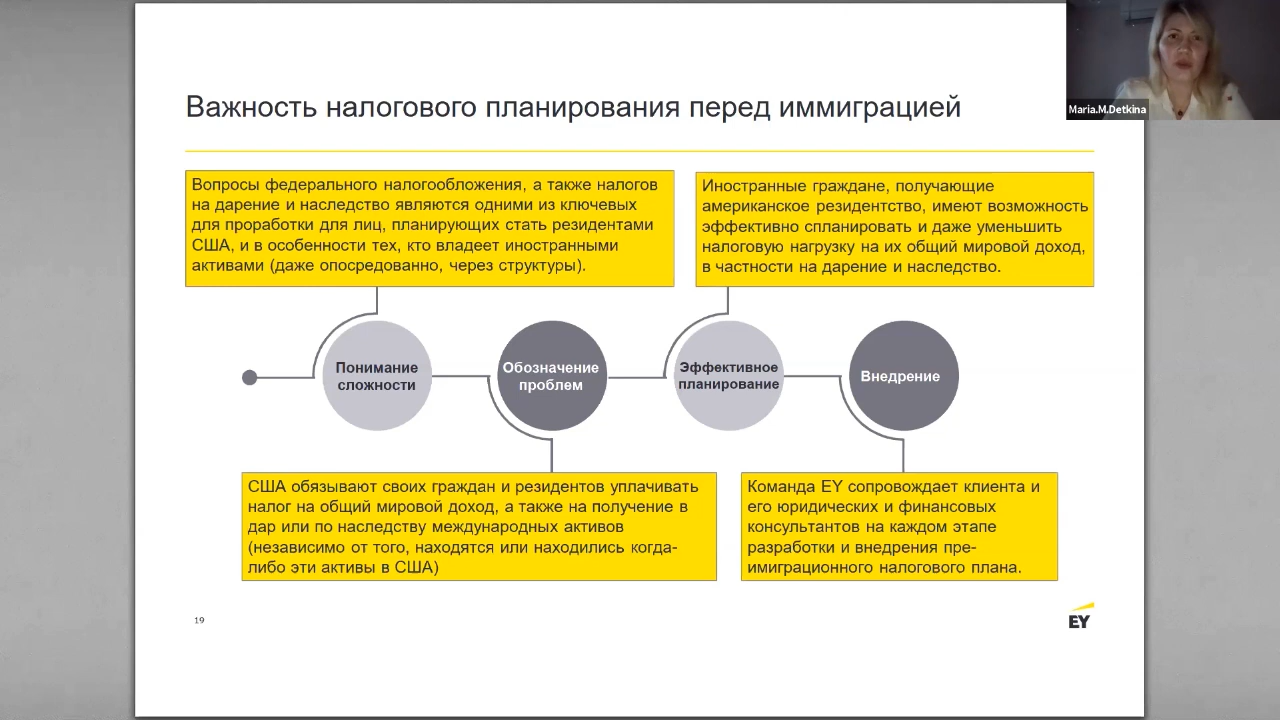 Maria.M.Detkina
Важность налогового планирования перед иммиграцией
Вопросы федерального налогообложения, а также налогов
на дарение и наследство являются одними из ключевых
для проработки для лиц, планирующих стать резидентами
США, и в особенности тех, кто владеет иностранными
активами (даже опосредованно, через структуры).
Иностранные граждане, получающие
американское резидентство, имеют возможность
эффективно спланировать и даже уменьшить
налоговую нагрузку на их общий мировой доход,
в частности на дарение и наследство.
Понимание
сложности
Обозначение
проблем
Эффективное
планирование
Внедрение
США обязывают своих граждан и резидентов уплачивать
налог на общий мировой доход, а также на получение в
дар или по наследству международных активов
(независимо от того, находятся или находились когда-
либо эти активы в США)
Команда EY сопровождает клиента и
его юридических и финансовых
консультантов на каждом этапе
разработки и внедрения пре-
имиграционного налогового плана.
19
EY